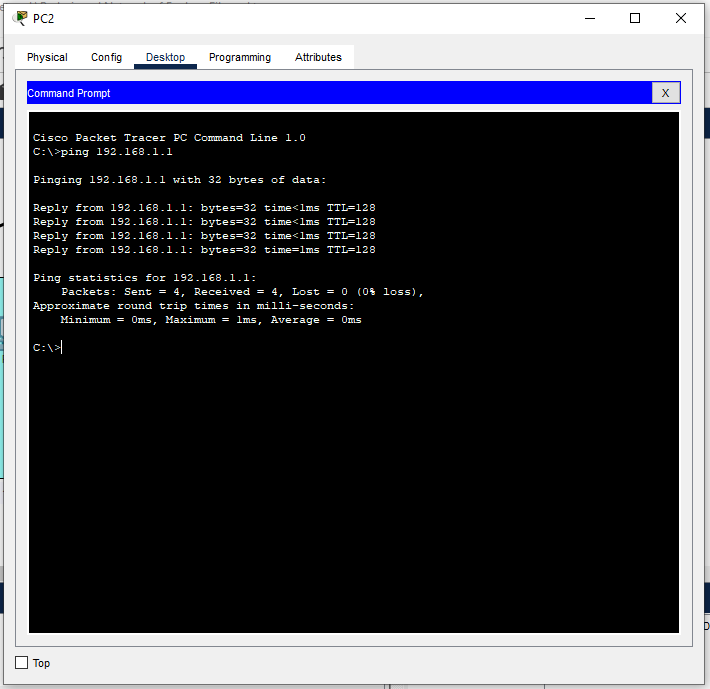 PC2
Physical Config Desktop Programming Attributes
Command Prompt
X
Cisco Packet Tracer PC Command Line 1.0
C:\>ping 192.168.1.1
Pinging 192.168.1.1 with 32 bytes of data:
Reply from 192.168.1.1: bytes=32 time<1ms TTL=128
Reply from 192.168.1.1: bytes=32 time<1ms TTL=128
Reply from 192.168.1.1: bytes=32 time<1ms TTL=128
Reply from 192.168.1.1: bytes=32 time=1ms TTL=128
Ping statistics for 192.168.1.1:
Packets: Sent = 4, Received = 4, Lost = 0 (0% loss),
Approximate round trip times in milli-seconds:
Minimum = 0ms, Maximum = 1ms, Average = 0ms
C:\>
Top